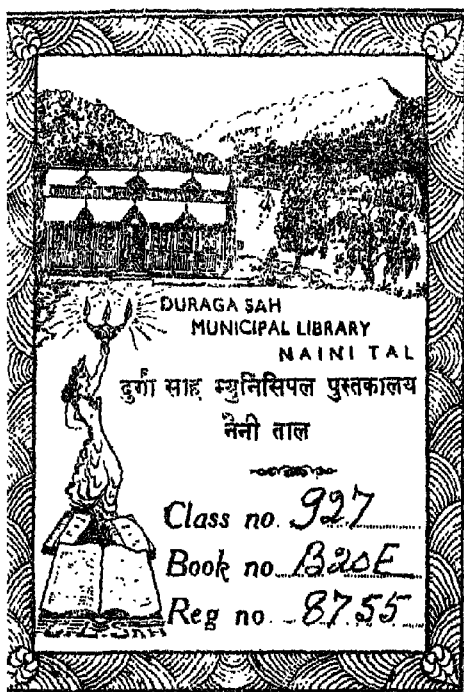 DURAGA SAH
MUNICIPAL LIBRARY
NAINI TAL
दुर्गा साह म्युनिसिपल पुस्तकालय
नैनी ताल
Class no. 927
Book no. B20E
Reg no. 8755